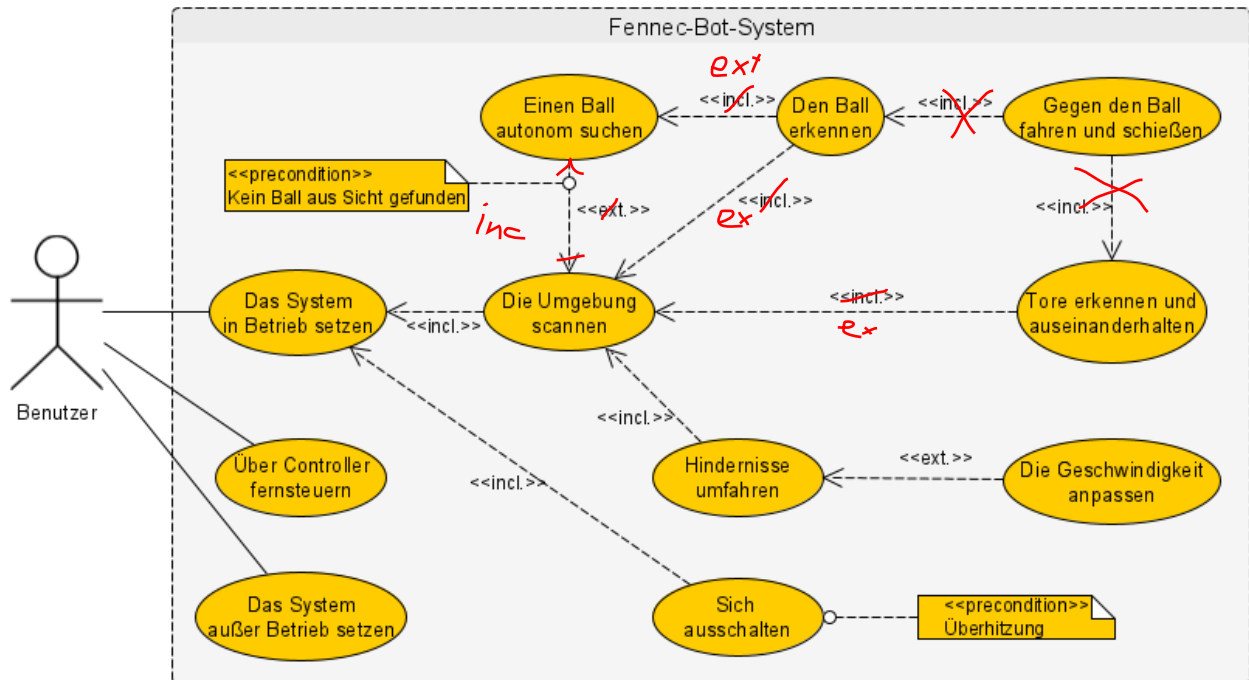 Fennec-Bot-System
ext
Einen Ball
autonom suchen
<<incl.>>
Den Ball
erkennen
<<incl.>>
Gegen den Ball
fahren und schießen
<<precondition>>
Kein Ball aus Sicht gefunden
inc
<<ext.>>
ex
<<incl.>>
<<incl.>>
Das System
in Betrieb setzen
<<incl.>>
Die Umgebung
scannen
<<incl.>>
ex
Tore erkennen und
auseinanderhalten
Benutzer
<<incl.>>
Über Controller
fernsteuern
<<incl.>>
Hindernisse
umfahren
<<ext.>>
Die Geschwindigkeit
anpassen
Das System
außer Betrieb setzen
Sich
ausschalten
<<precondition>>
Überhitzung